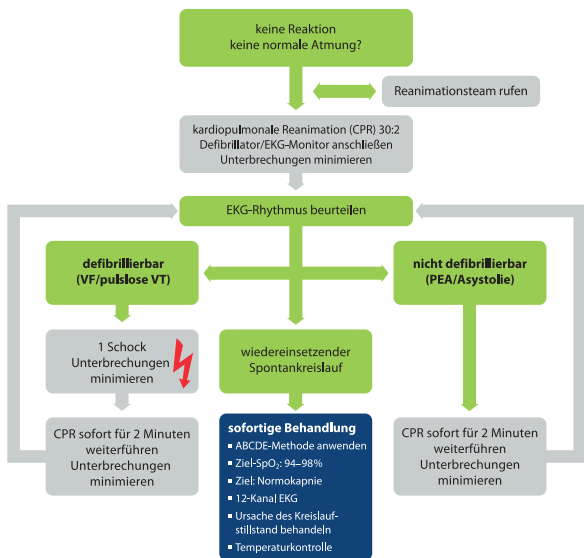 keine Reaktion
keine normale Atmung?
Reanimationsteam rufen
kardiopulmonale Reanimation (CPR) 30:2
Defibrillator/EKG-Monitor anschließen
Unterbrechungen minimieren
EKG-Rhythmus beurteilen
defibrillierbar
(VF/pulslose VT)
nicht defibrillierbar
(PEA/Asystolie)
1 Schock
Unterbrechungen
minimieren
wiedereinsetzender
Spontankreislauf
CPR sofort für 2 Minuten
weiterführen
Unterbrechungen
minimieren
sofortige Behandlung
▪ ABCDE-Methode anwenden
▪ Ziel-SpO₂: 94–98%
▪ Ziel: Normokapnie
▪ 12-Kanal EKG
▪ Ursache des Kreislauf-
stillstand behandeln
▪ Temperaturkontrolle
CPR sofort für 2 Minuten
weiterführen
Unterbrechungen
minimieren